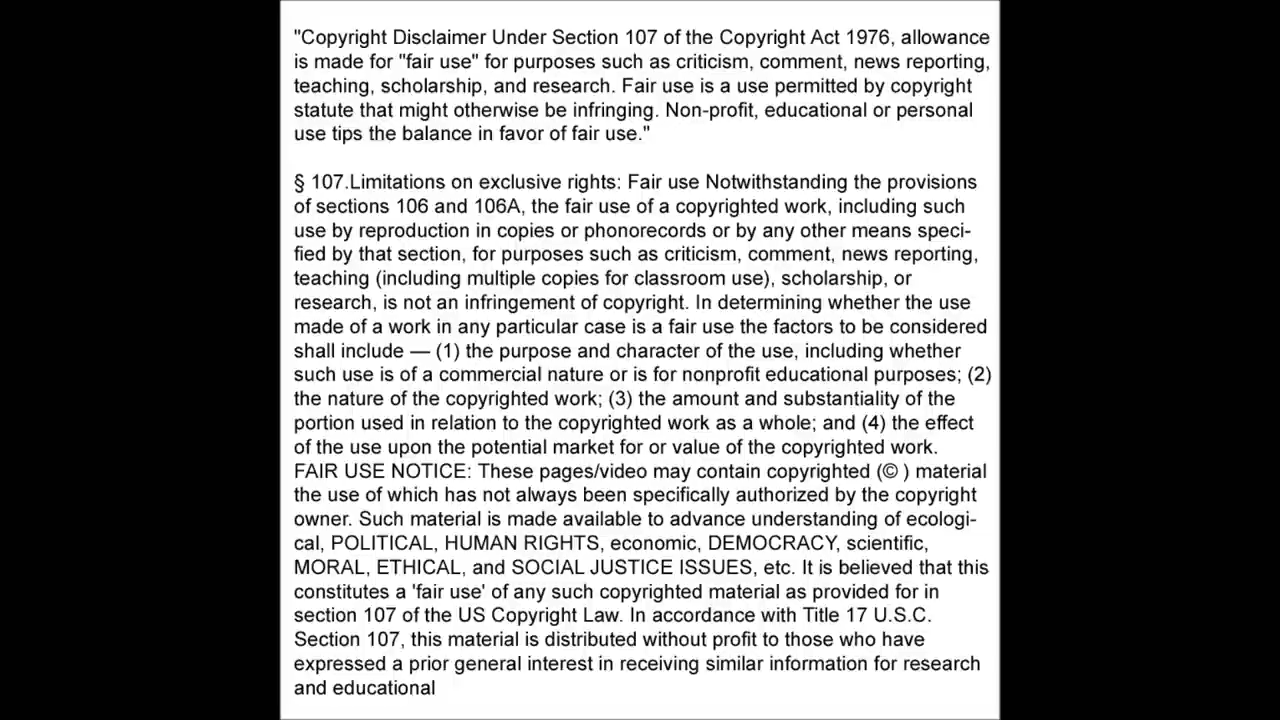 "Copyright Disclaimer Under Section 107 of the Copyright Act 1976, allowance
is made for "fair use" for purposes such as criticism, comment, news reporting,
teaching, scholarship, and research. Fair use is a use permitted by copyright
statute that might otherwise be infringing. Non-profit, educational or personal
use tips the balance in favor of fair use."
§ 107.Limitations on exclusive rights: Fair use Notwithstanding the provisions
of sections 106 and 106A, the fair use of a copyrighted work, including such
use by reproduction in copies or phonorecords or by any other means speci-
fied by that section, for purposes such as criticism, comment, news reporting,
teaching (including multiple copies for classroom use), scholarship, or
research, is not an infringement of copyright. In determining whether the use
made of a work in any particular case is a fair use the factors to be considered
shall include — (1) the purpose and character of the use, including whether
such use is of a commercial nature or is for nonprofit educational purposes; (2)
the nature of the copyrighted work; (3) the amount and substantiality of the
portion used in relation to the copyrighted work as a whole; and (4) the effect
of the use upon the potential market for or value of the copyrighted work.
FAIR USE NOTICE: These pages/video may contain copyrighted (© ) material
the use of which has not always been specifically authorized by the copyright
owner. Such material is made available to advance understanding of ecologi-
cal, POLITICAL, HUMAN RIGHTS, economic, DEMOCRACY, scientific,
MORAL, ETHICAL, and SOCIAL JUSTICE ISSUES, etc. It is believed that this
constitutes a 'fair use' of any such copyrighted material as provided for in
section 107 of the US Copyright Law. In accordance with Title 17 U.S.C.
Section 107, this material is distributed without profit to those who have
expressed a prior general interest in receiving similar information for research
and educational